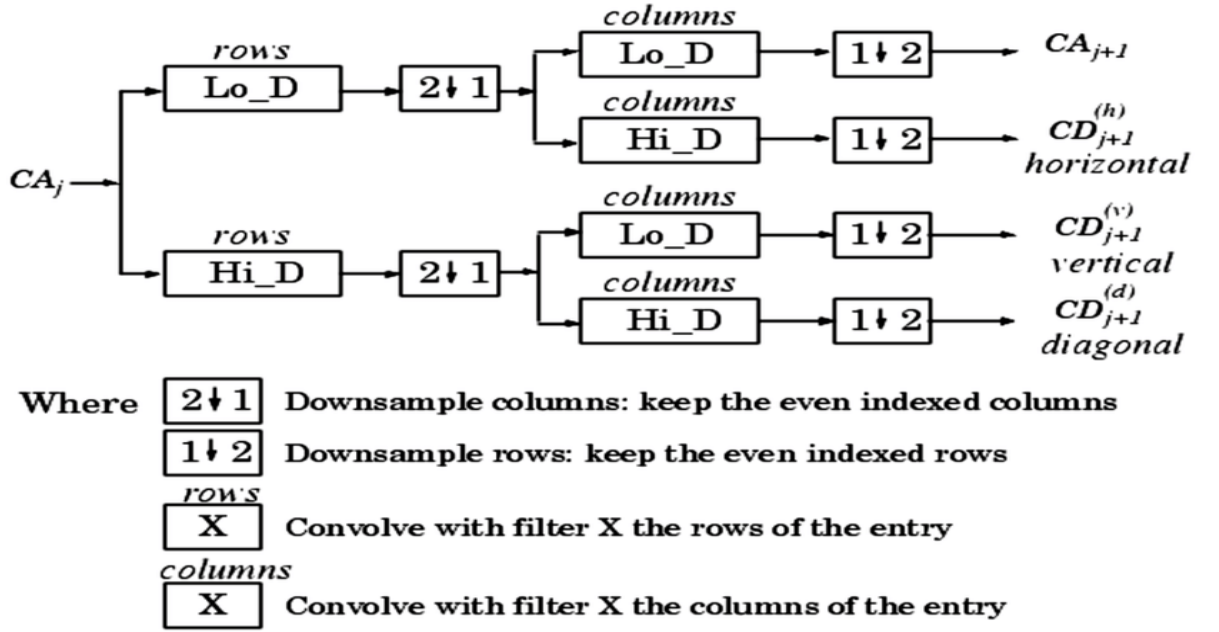 columns
rows
Lo_D
1↓2
CA_{j+1}
Lo_D
2↓1
columns
Hi_D
1↓2
CD_{j+1}^{(h)}
horizontal
CA_j
columns
rows
Lo_D
1↓2
CD_{j+1}^{(v)}
vertical
Hi_D
2↓1
columns
Hi_D
1↓2
CD_{j+1}^{(d)}
diagonal
Where 2↓1 Downsample columns: keep the even indexed columns
1↓2 Downsample rows: keep the even indexed rows
rows
X Convolve with filter X the rows of the entry
columns
X Convolve with filter X the columns of the entry